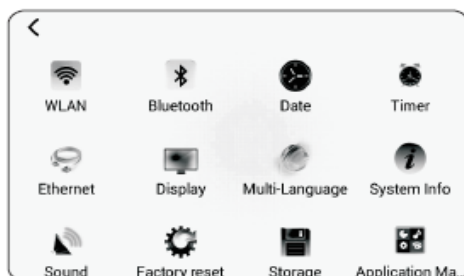 WLAN Bluetooth Date Timer
Ethernet Display Multi-Language System Info
Sound Factory reset Storage Application Ma...